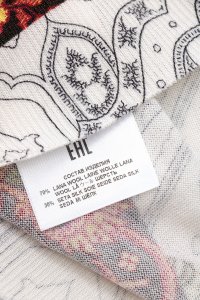 EAC
СОСТАВ ИЗДЕЛИЯ
70% LANA WOOL LAINE WOLLE LANA
WOOL ШЕРСТЬ
30% SETA SILK SOIE SEIDE SEDA SILK
SEDA ШЁЛК